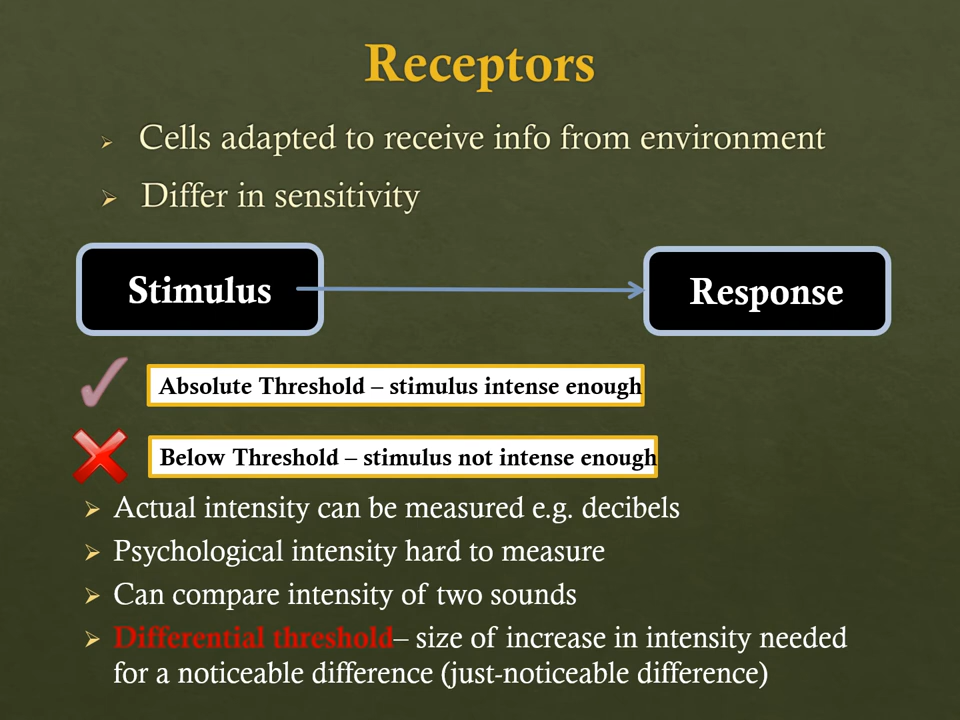 Receptors
Cells adapted to receive info from environment
Differ in sensitivity
Stimulus
Response
Absolute Threshold – stimulus intense enough
Below Threshold – stimulus not intense enough
Actual intensity can be measured e.g. decibels
Psychological intensity hard to measure
Can compare intensity of two sounds
Differential threshold– size of increase in intensity needed
for a noticeable difference (just-noticeable difference)